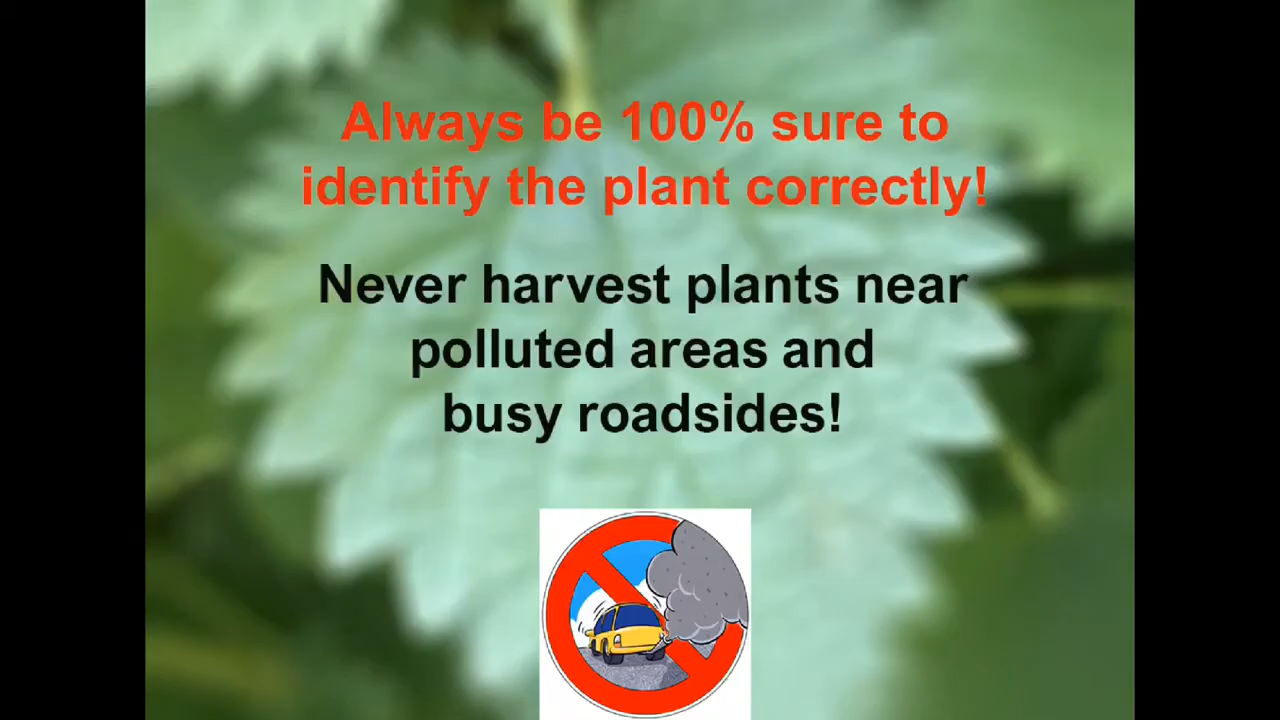 Always be 100% sure to
identify the plant correctly!
Never harvest plants near
polluted areas and
busy roadsides!